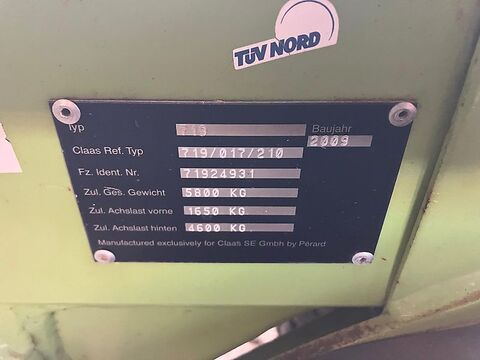 TÜV NORD
Typ 719 Baujahr
2009
Claas Ref. Typ 719/017/210
Fz. Ident. Nr. 71924931
Zul. Ges. Gewicht 5800 KG
Zul. Achslast vorne 1650 KG
Zul. Achslast hinten 4600 KG
Manufactured exclusively for Claas SE Gmbh by Pérard